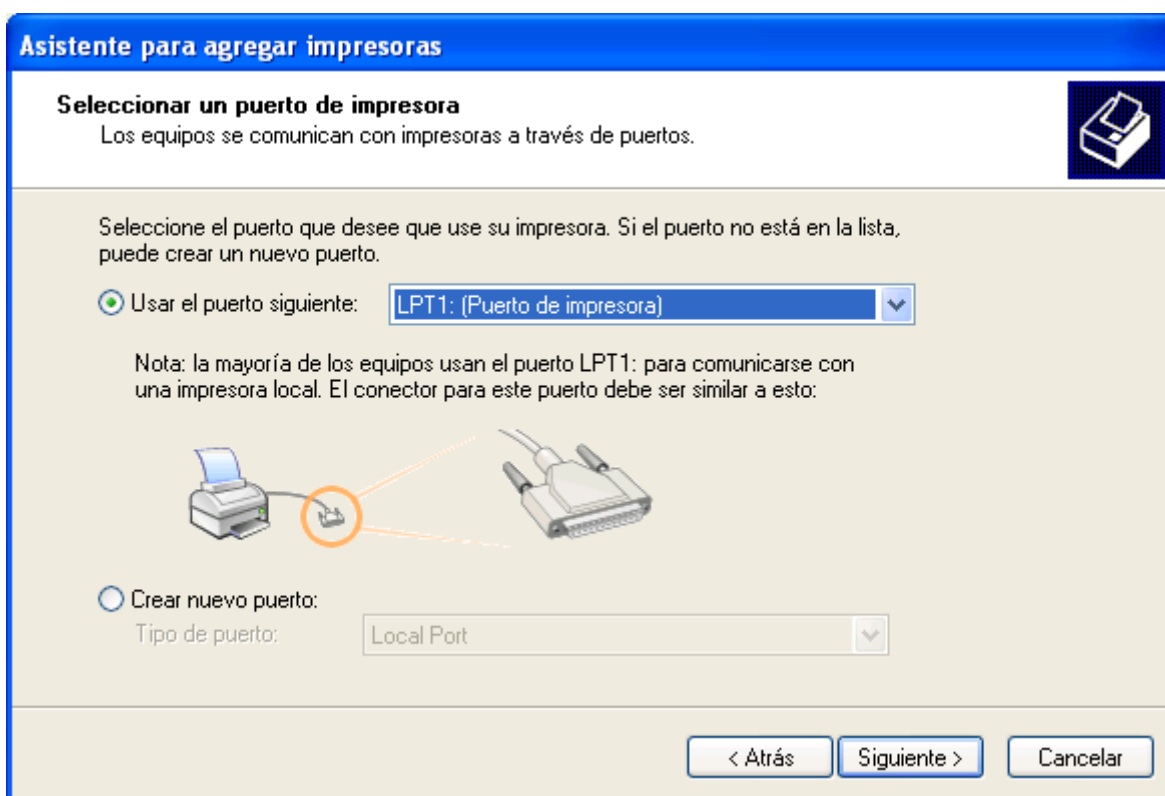 Asistente para agregar impresoras
Seleccionar un puerto de impresora
Los equipos se comunican con impresoras a través de puertos.
Seleccione el puerto que desee que use su impresora. Si el puerto no está en la lista,
puede crear un nuevo puerto.
Usar el puerto siguiente: LPT1: (Puerto de impresora)
Nota: la mayoría de los equipos usan el puerto LPT1: para comunicarse con
una impresora local. El conector para este puerto debe ser similar a esto:
Crear nuevo puerto:
Tipo de puerto: Local Port
< Atrás Siguiente > Cancelar